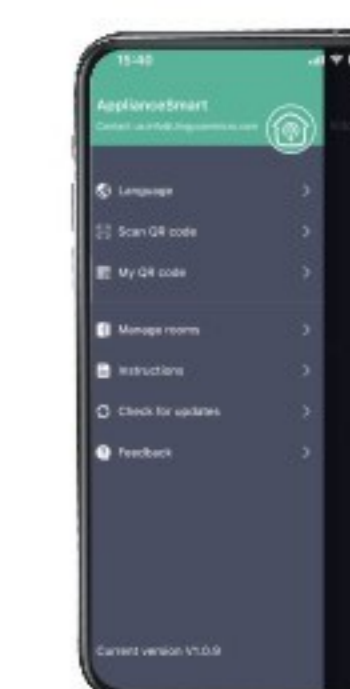 15:40
ApplianceSmart
Language
Scan QR code
My QR code
Manage rooms
Instructions
Check for updates
Feedback
Current version V1.0.9